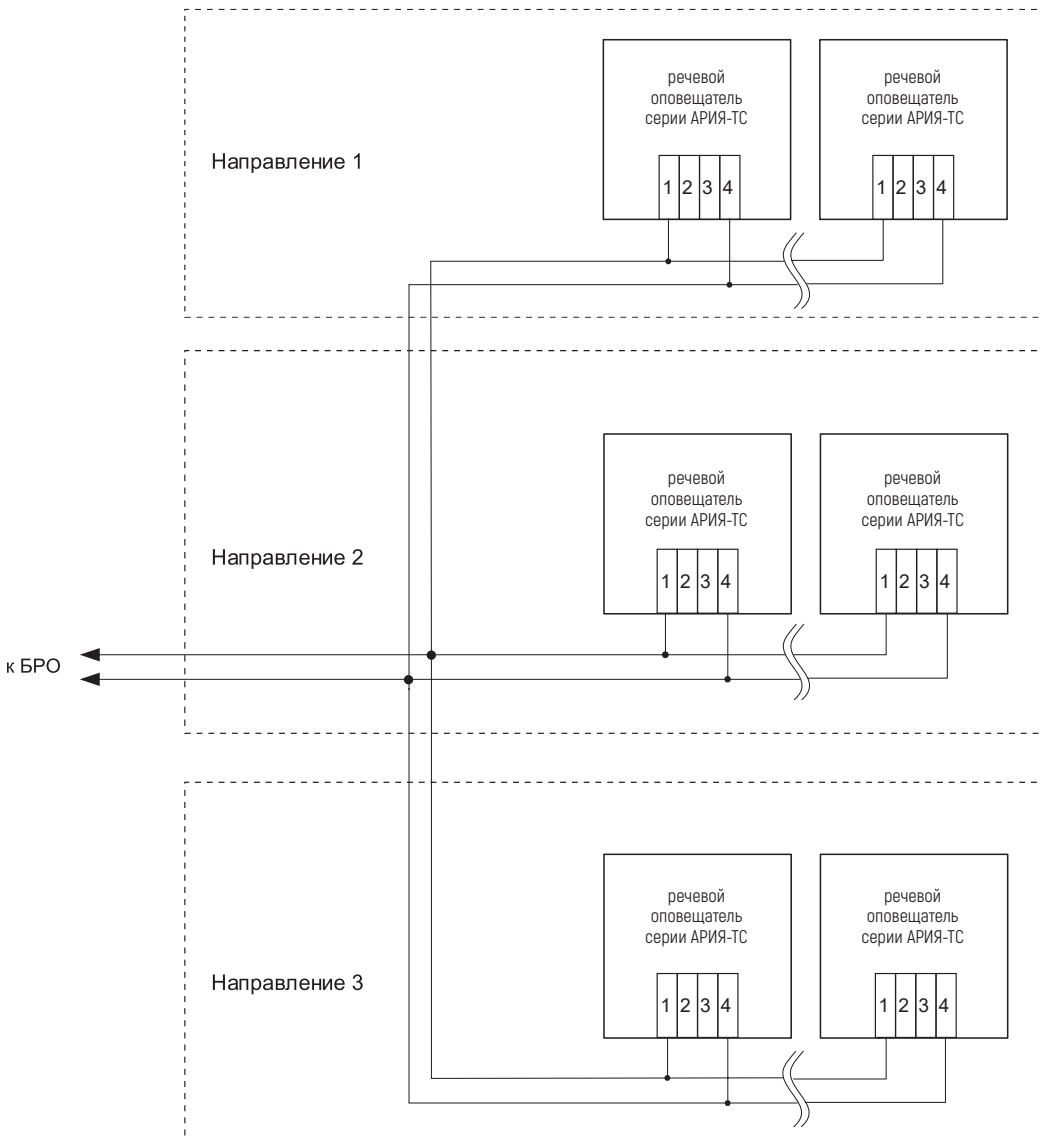 речевой
оповещатель
серии АРИЯ-ТС
речевой
оповещатель
серии АРИЯ-ТС
Направление 1
1 2 3 4
1 2 3 4
речевой
оповещатель
серии АРИЯ-ТС
речевой
оповещатель
серии АРИЯ-ТС
Направление 2
1 2 3 4
1 2 3 4
к БРО
речевой
оповещатель
серии АРИЯ-ТС
речевой
оповещатель
серии АРИЯ-ТС
Направление 3
1 2 3 4
1 2 3 4